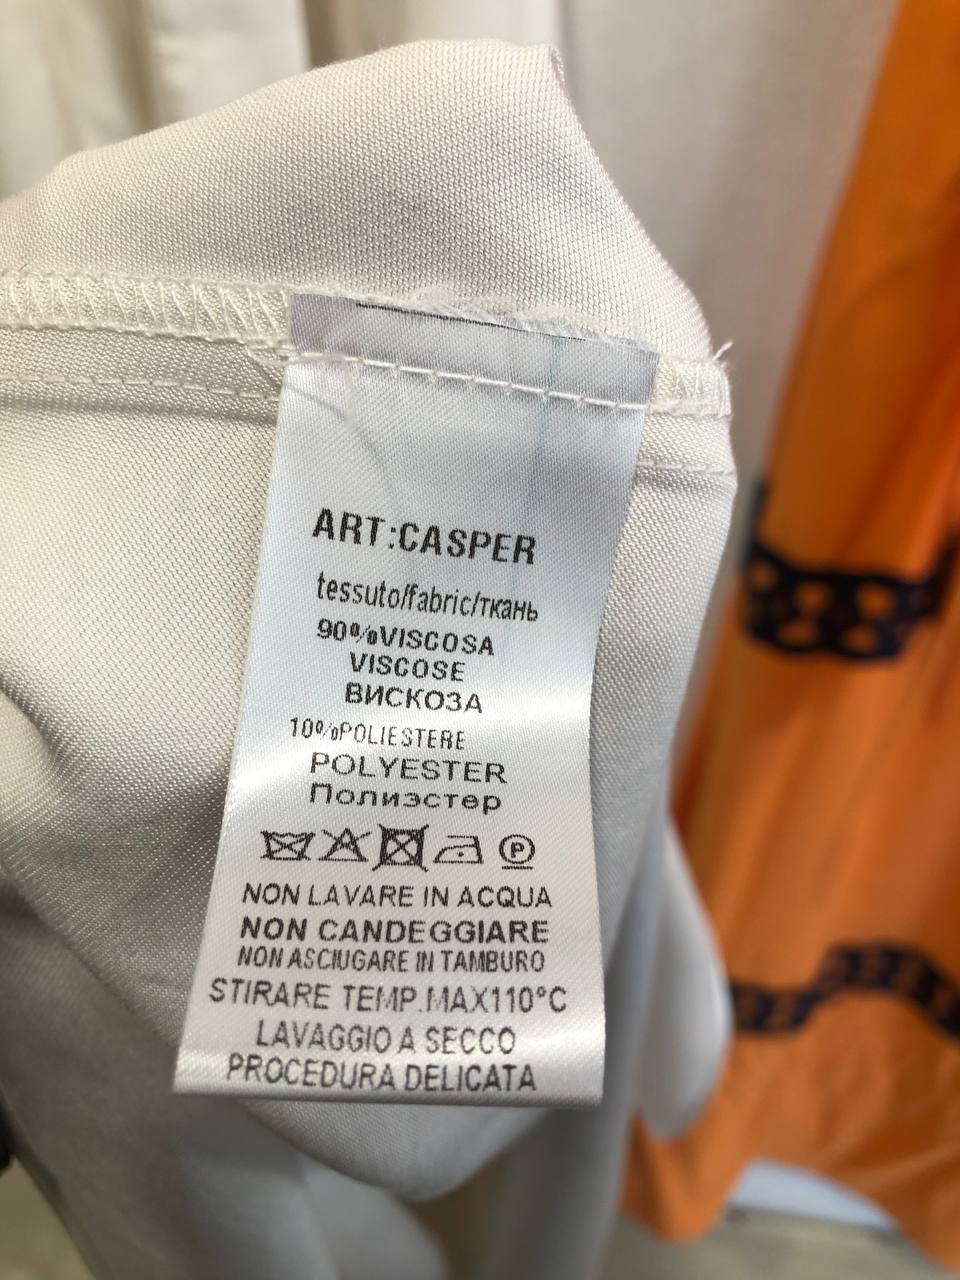 ART:CASPER
tessuto/fabric/ткань
90%VISCOSA
VISCOSE
ВИСКОЗА
10%POLIESTERE
POLYESTER
Полиэстер
P
NON LAVARE IN ACQUA
NON CANDEGGIARE
NON ASCIUGARE IN TAMBURO
STIRARE TEMP.MAX110°C
LAVAGGIO A SECCO
PROCEDURA DELICATA